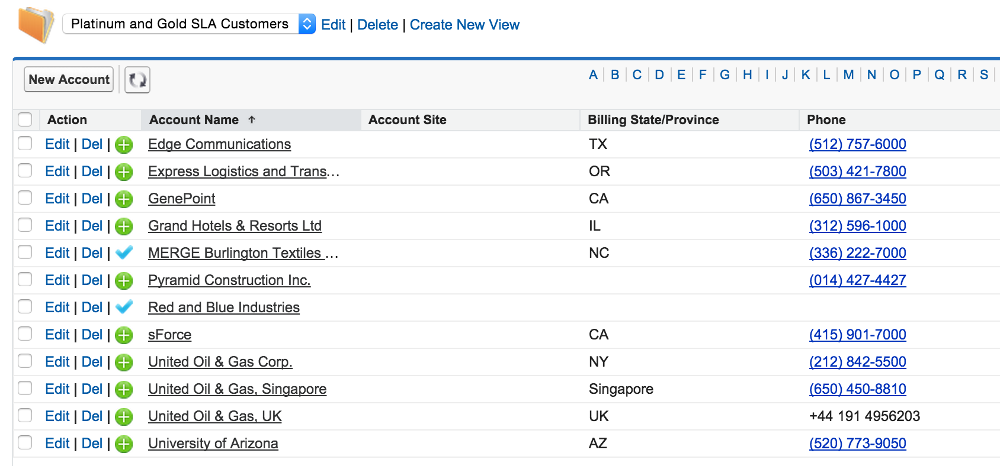 Platinum and Gold SLA Customers Edit | Delete | Create New View
New Account A | B | C | D | E | F | G | H | I | J | K | L | M | N | O | P | Q | R | S |
Action Account Name ↑ Account Site Billing State/Province Phone
Edit | Del | Edge Communications TX (512) 757-6000
Edit | Del | Express Logistics and Trans... OR (503) 421-7800
Edit | Del | GenePoint CA (650) 867-3450
Edit | Del | Grand Hotels & Resorts Ltd IL (312) 596-1000
Edit | Del | MERGE Burlington Textiles ... NC (336) 222-7000
Edit | Del | Pyramid Construction Inc. (014) 427-4427
Edit | Del | Red and Blue Industries
Edit | Del | sForce CA (415) 901-7000
Edit | Del | United Oil & Gas Corp. NY (212) 842-5500
Edit | Del | United Oil & Gas, Singapore Singapore (650) 450-8810
Edit | Del | United Oil & Gas, UK UK +44 191 4956203
Edit | Del | University of Arizona AZ (520) 773-9050